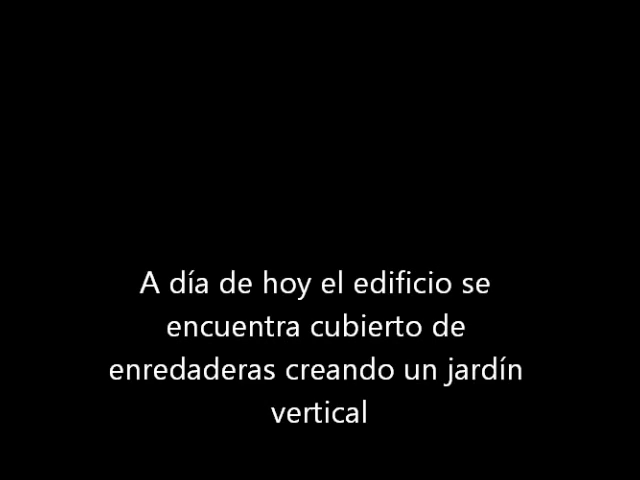 A día de hoy el edificio se
encuentra cubierto de
enredaderas creando un jardín
vertical